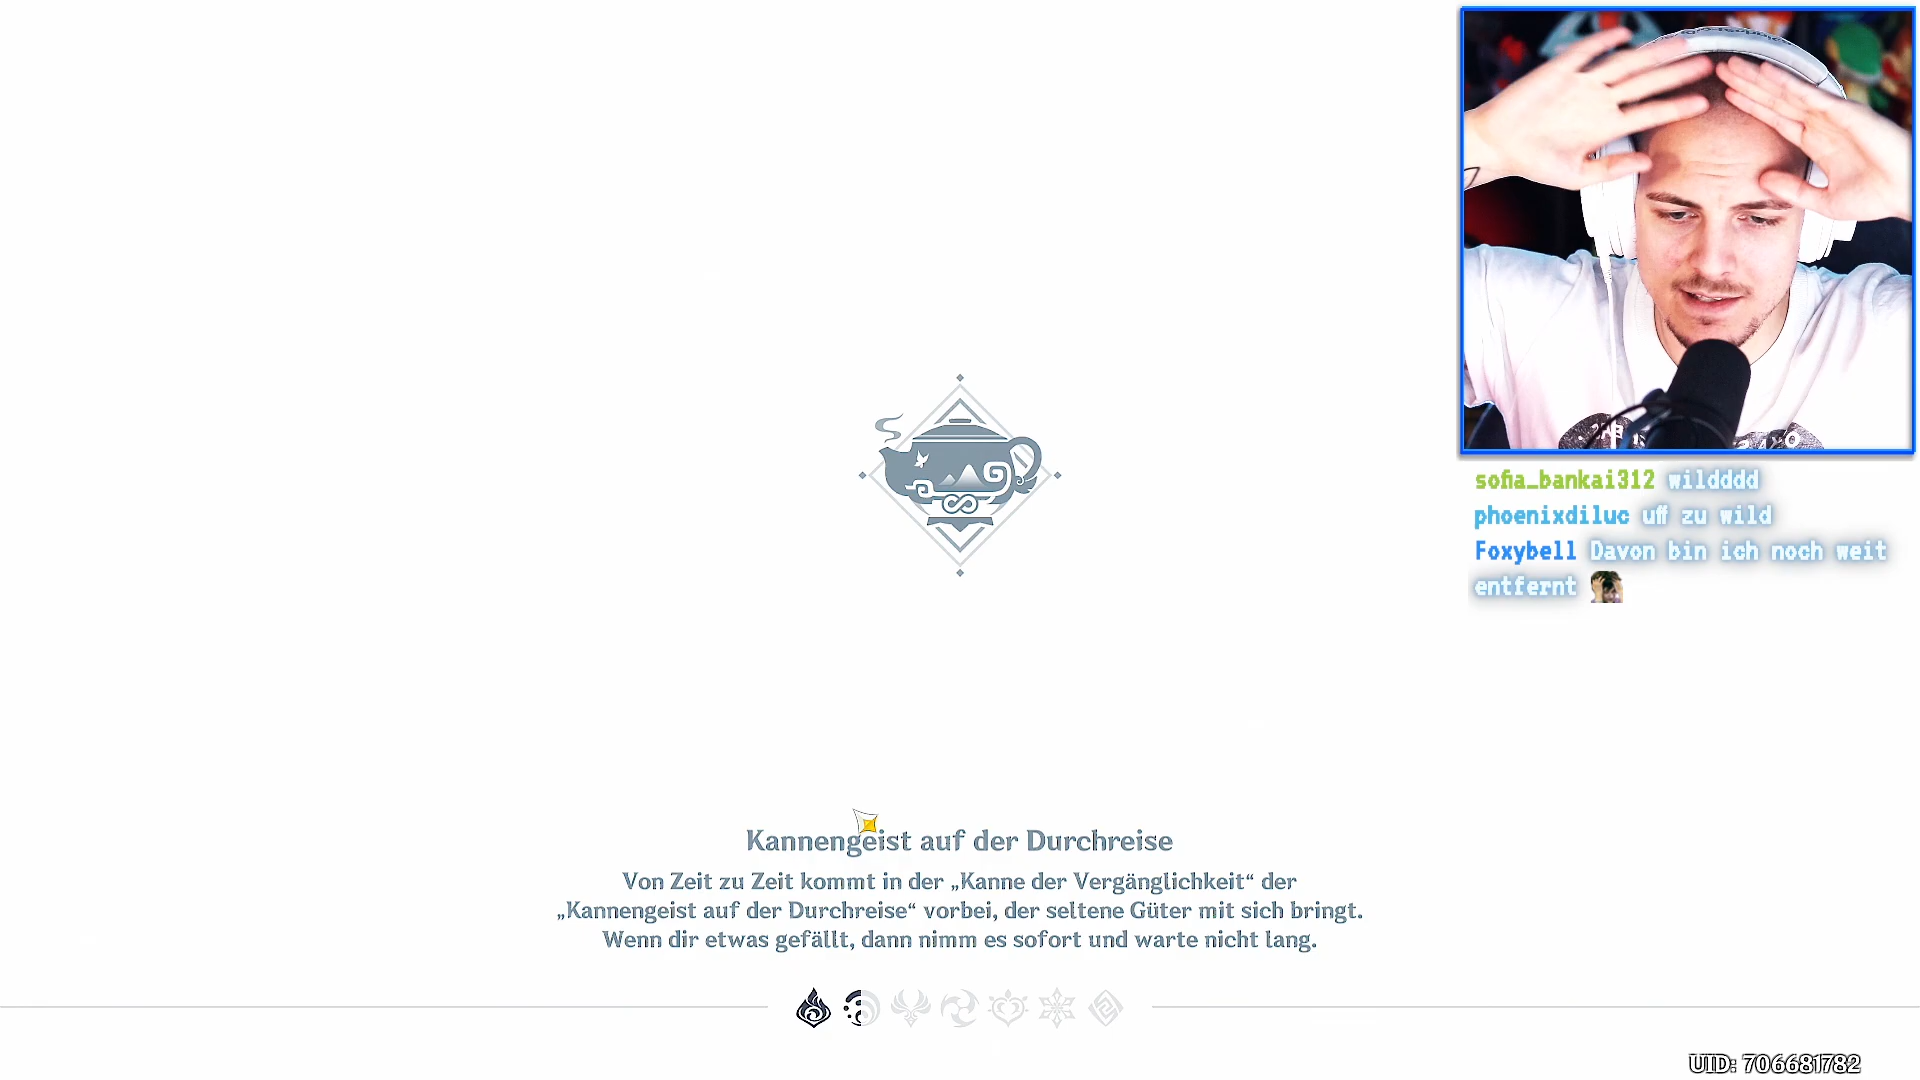 sofia_bankai312 wildddd
phoenixdiluc uff zu wild
Foxybell Davon bin ich noch weit
entfernt
Kannengeist auf der Durchreise
Von Zeit zu Zeit kommt in der „Kanne der Vergänglichkeit“ der
„Kannengeist auf der Durchreise“ vorbei, der seltene Güter mit sich bringt.
Wenn dir etwas gefällt, dann nimm es sofort und warte nicht lang.
UID: 706681782